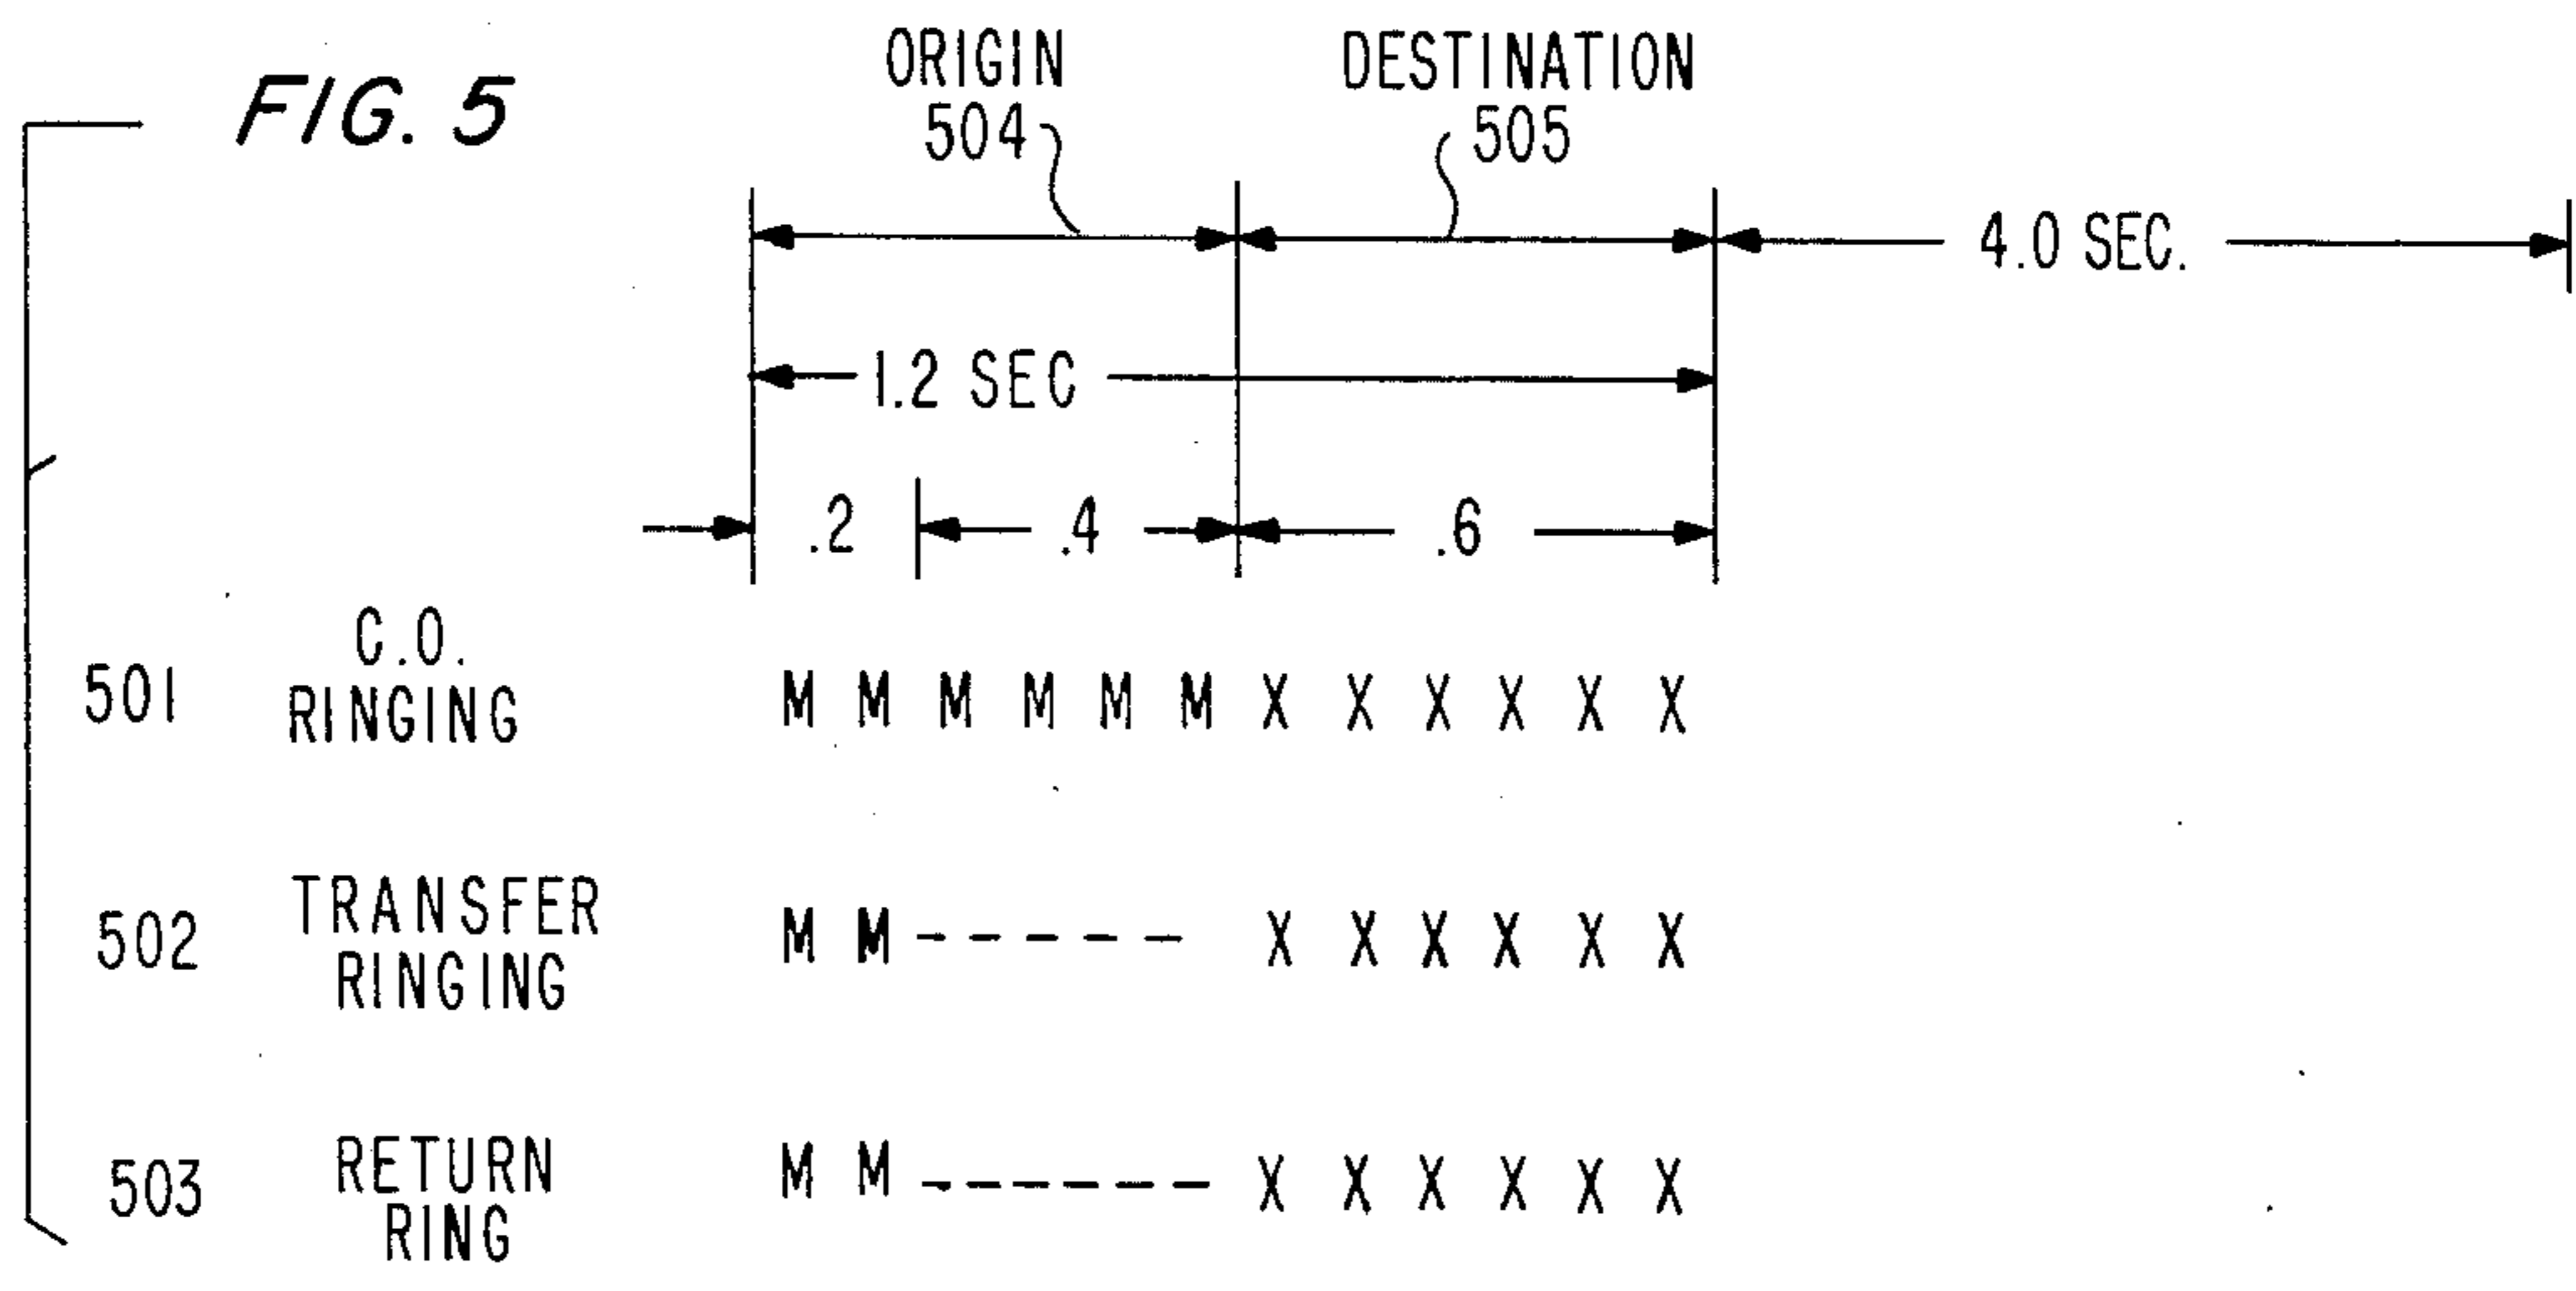 FIG. 5
ORIGIN
504
DESTINATION
505
4.0 SEC.
1.2 SEC
.2 .4 .6
501 C.O. RINGING M M M M M M X X X X X X
502 TRANSFER RINGING M M - - - - - X X X X X X
503 RETURN RING M M - - - - - - X X X X X X